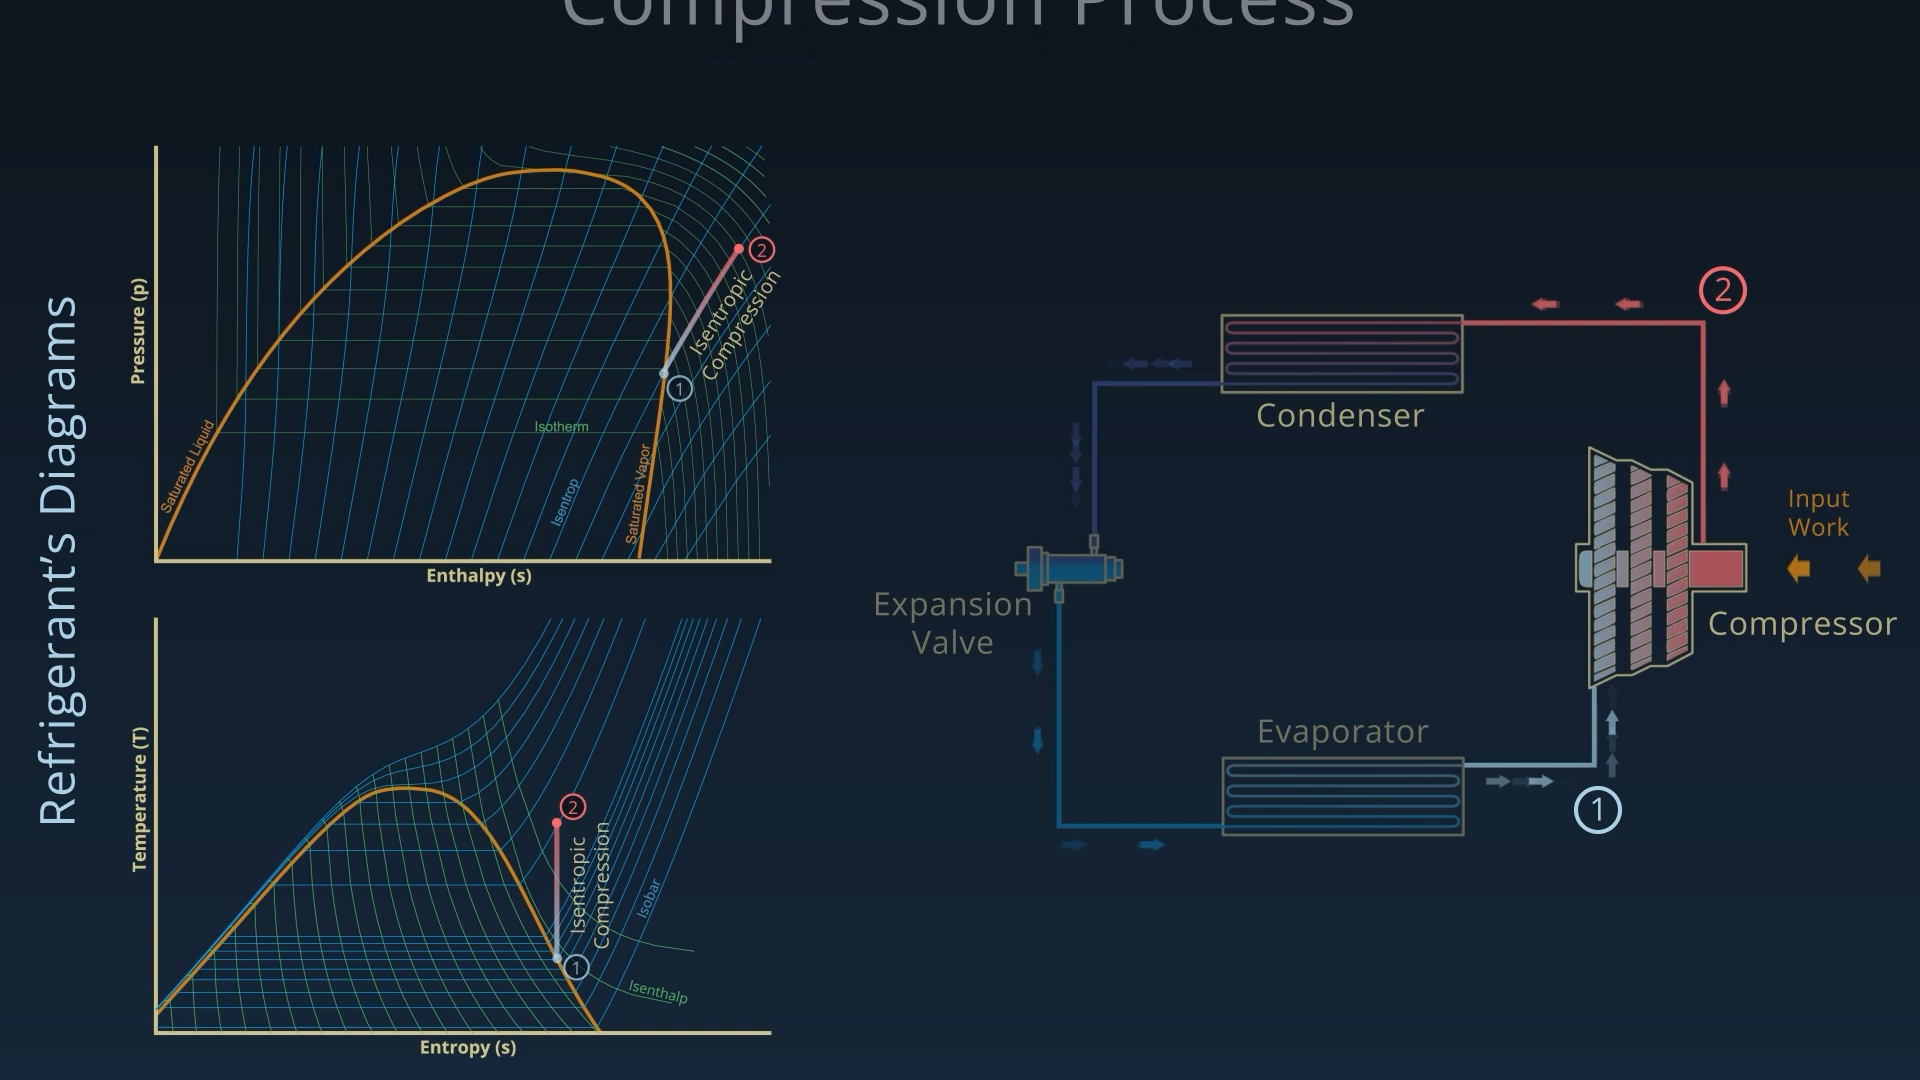 Compression Process
Refrigerant's Diagrams
Pressure (p)
Saturated Liquid
Isotherm
Isentrop
Saturated Vapor
Isentropic
Compression
1
2
Enthalpy (s)
Temperature (T)
2
Isentropic
Compression
1
Isobar
Isenthalp
Entropy (s)
2
Condenser
Input
Work
Expansion
Valve
Compressor
Evaporator
1